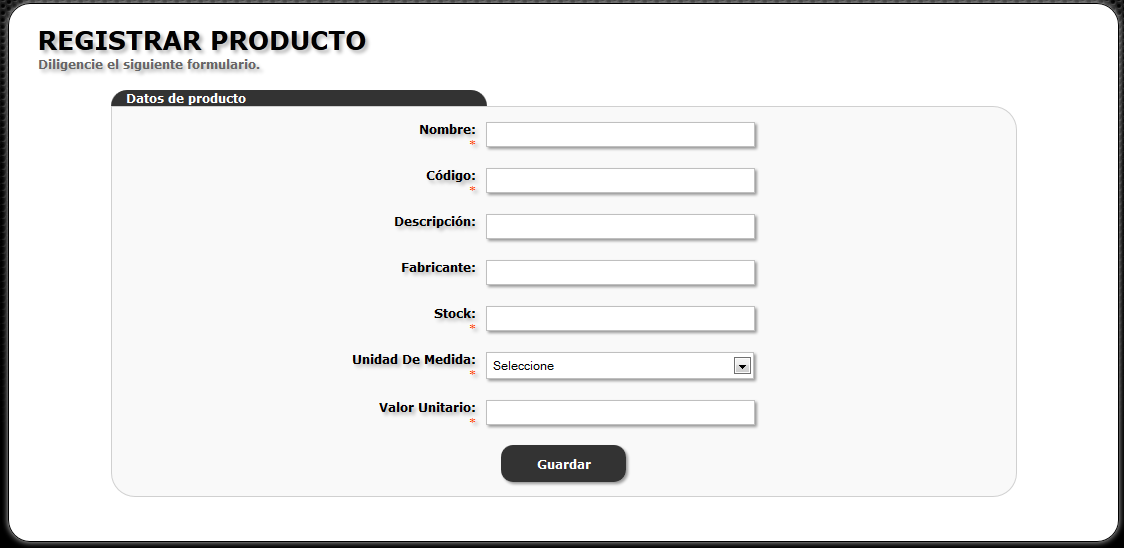 REGISTRAR PRODUCTO
Diligencie el siguiente formulario.
Datos de producto
Nombre:
*
Código:
*
Descripción:
Fabricante:
Stock:
*
Unidad De Medida:
*
Seleccione
Valor Unitario:
*
Guardar